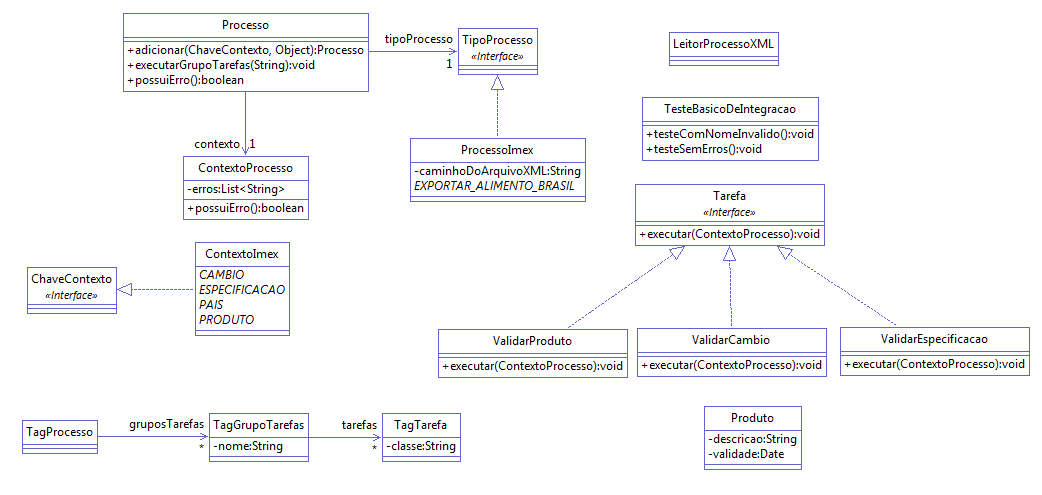 Processo
+adicionar(ChaveContexto, Object):Processo
+executarGrupoTarefas(String):void
+possuiErro():boolean
tipoProcesso
1
TipoProcesso
«Interface»
LeitorProcessoXML
TesteBasicoDeIntegracao
+testeComNomeInvalido():void
+testeSemErros():void
contexto
1
ContextoProcesso
-erros:List<String>
+possuiErro():boolean
ProcessoImex
-caminhoDoArquivoXML:String
EXPORTAR_ALIMENTO_BRASIL
Tarefa
«Interface»
+executar(ContextoProcesso):void
ChaveContexto
«Interface»
ContextoImex
CAMBIO
ESPECIFICACAO
PAIS
PRODUTO
ValidarProduto
+executar(ContextoProcesso):void
ValidarCambio
+executar(ContextoProcesso):void
ValidarEspecificacao
+executar(ContextoProcesso):void
TagProcesso
gruposTarefas
*
TagGrupoTarefas
-nome:String
tarefas
*
TagTarefa
-classe:String
Produto
-descricao:String
-validade:Date